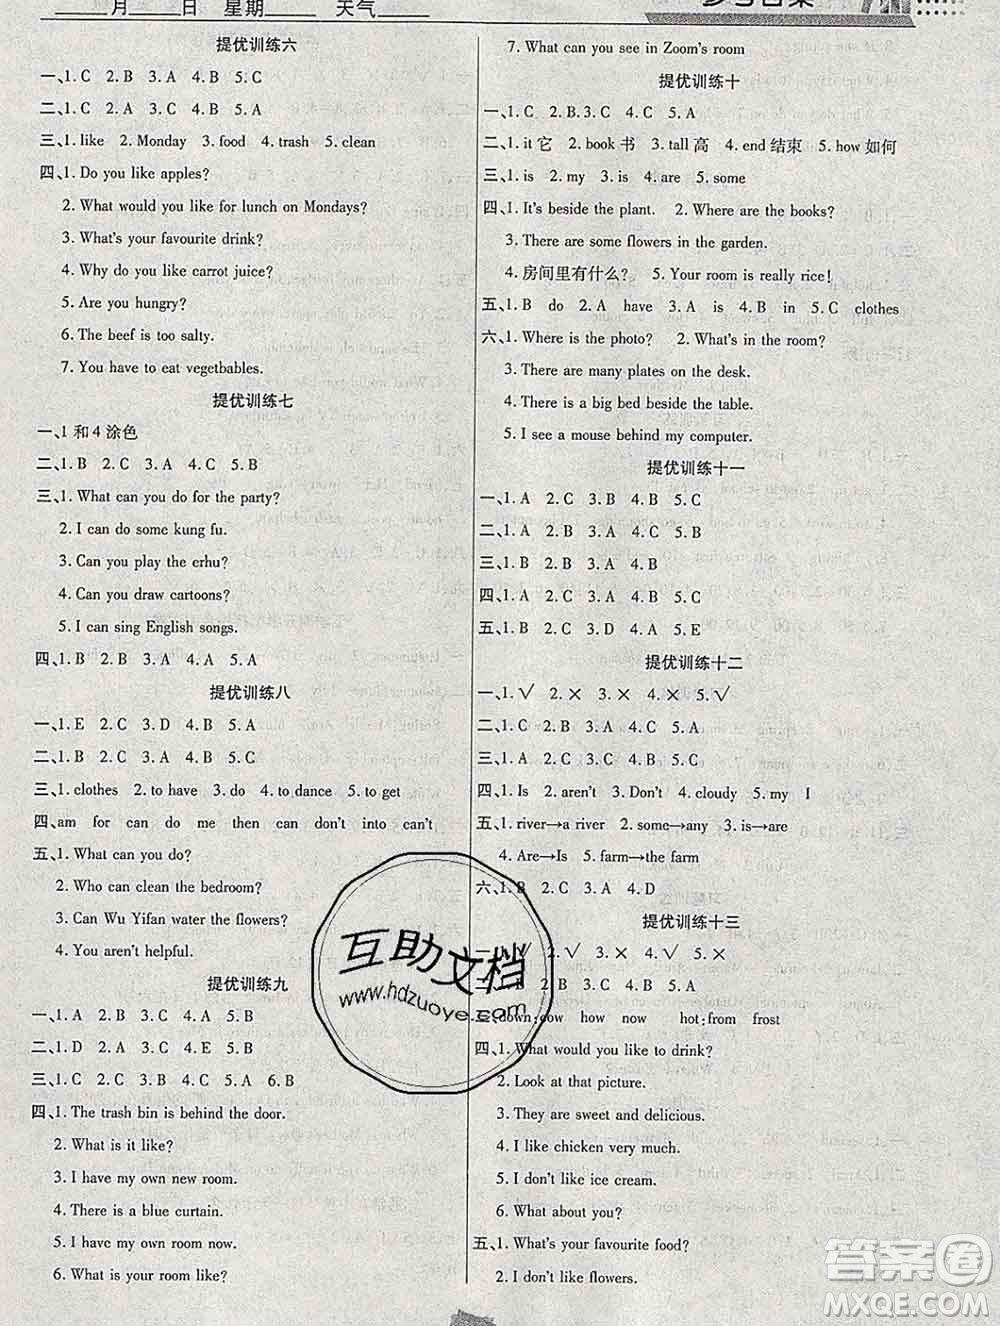 月 日 星期 天气
参考答案
提优训练六
一、1. C 2. B 3. A 4. B 5. C
二、1. C 2. A 3. C 4. B 5. A
三、1. like 2. Monday 3. food 4. trash 5. clean
四、1. Do you like apples?
2. What would you like for lunch on Mondays?
3. What's your favourite drink?
4. Why do you like carrot juice?
5. Are you hungry?
6. The beef is too salty.
7. You have to eat vegetbables.
提优训练七
一、1 和 4 涂色
二、1. B 2. C 3. A 4. C 5. B
三、1. What can you do for the party?
2. I can do some kung fu.
3. Can you play the erhu?
4. Can you draw cartoons?
5. I can sing English songs.
四、1. B 2. B 3. A 4. A 5. A
提优训练八
一、1. E 2. C 3. D 4. B 5. A
二、1. B 2. C 3. A 4. B 5. C
三、1. clothes 2. to have 3. do 4. to dance 5. to get
四、am for can do me then can don't into can't
五、1. What can you do?
2. Who can clean the bedroom?
3. Can Wu Yifan water the flowers?
4. You aren't helpful.
提优训练九
一、1. A 2. A 3. B 4. C 5. B
二、1. D 2. A 3. C 4. E 5. B
三、1. C 2. B 3. C 4. B 5. A 6. B
四、1. The trash bin is behind the door.
2. What is it like?
3. I have my own new room.
4. There is a blue curtain.
5. I have my own room now.
6. What is your room like?
7. What can you see in Zoom's room
提优训练十
一、1. C 2. B. 3. C 4. C 5. A
二、1. it 它 2. book 书 3. tall 高 4. end 结束 5. how 如何
三、1. is 2. my 3. is 4. are 5. some
四、1. It's beside the plant. 2. Where are the books?
3. There are some flowers in the garden.
4. 房间里有什么? 5. Your room is really rice!
五、1. B do 2. A have 3. A is 4. B in 5. C clothes
六、1. Where is the photo? 2. What's in the room?
3. There are many plates on the desk.
4. There is a big bed beside the table.
5. I see a mouse behind my computer.
提优训练十一
一、1. A 2. C 3. B 4. B 5. C
二、1. A 2. C 3. A 4. C 5. B
三、1. B 2. B 3. A 4. B
四、1. A 2. C 3. A 4. B
五、1. B 2. C 3. D 4. A 5. E
提优训练十二
一、1. √ 2. × 3. × 4. × 5. √
二、1. C 2. B 3. A 4. C 5. A
三、1. A 2. C 3. A 4. B 5. C
四、1. Is 2. aren't 3. Don't 4. cloudy 5. my I
五、1. river→a river 2. some→any 3. is→are
4. Are→Is 5. farm→the farm
六、1. B 2. C 3. A 4. D
提优训练十三
一、1. √ 2. √ 3. × 4. √ 5. ×
2. B 3. B 4. C 5. A
三、down:cow how now hot:from frost
四、1. What would you like to drink?
2. Look at that picture.
3. They are sweet and delicious.
4. I like chicken very much.
5. I don't like ice cream.
6. What about you?
五、1. What's your favourite food?
2. I don't like flowers.
互助文档
www.hdzuoye.com
答案圈
MXQE.COM